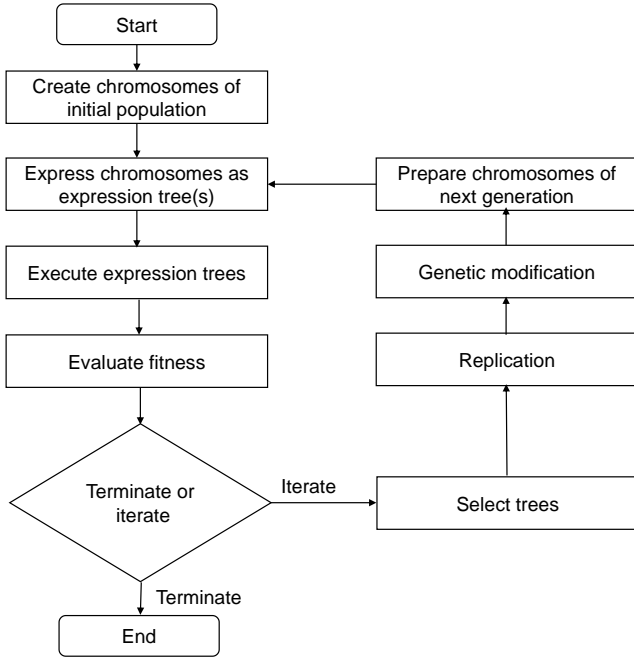 Start
Create chromosomes of
initial population
Express chromosomes as
expression tree(s)
Execute expression trees
Evaluate fitness
Terminate or
iterate
Iterate
Terminate
End
Select trees
Replication
Genetic modification
Prepare chromosomes of
next generation